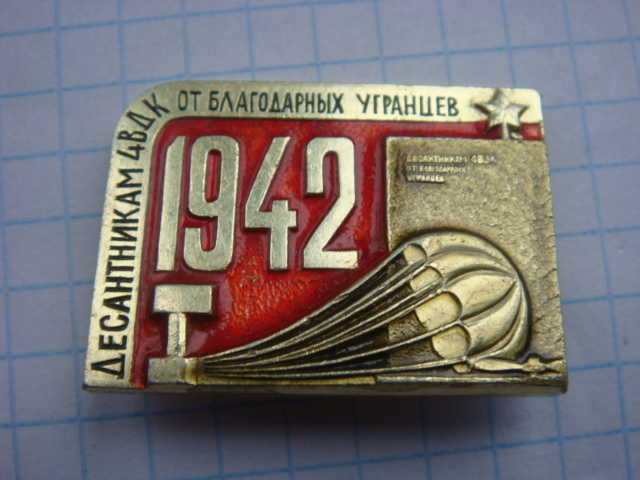 ДЕСАНТНИКАМ 4ВДК ОТ БЛАГОДАРНЫХ УГРАНЦЕВ
1942
ДЕСАНТНИКАМ 4ВДК
ОТ БЛАГОДАРНЫХ
УГРАНЦЕВ